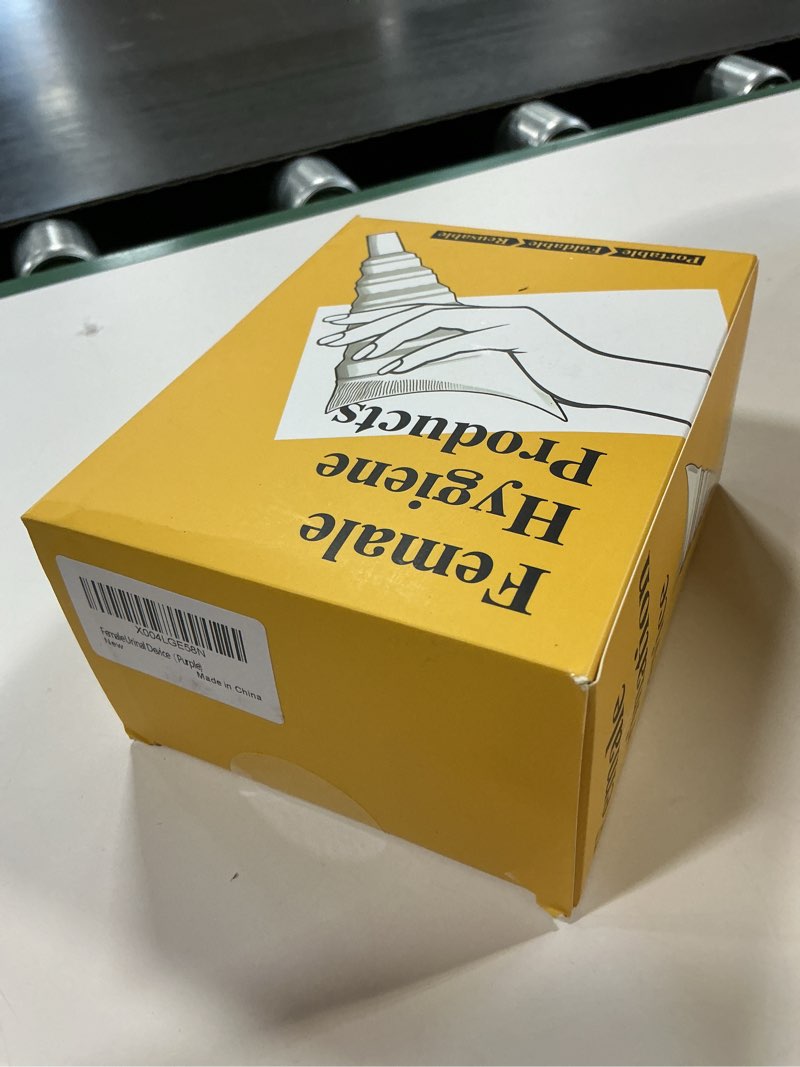 Portable Foldable Reusable
Female
Hygiene
Products
X004LGE58N
Female Urinal Device (Purple)
New
Made in China